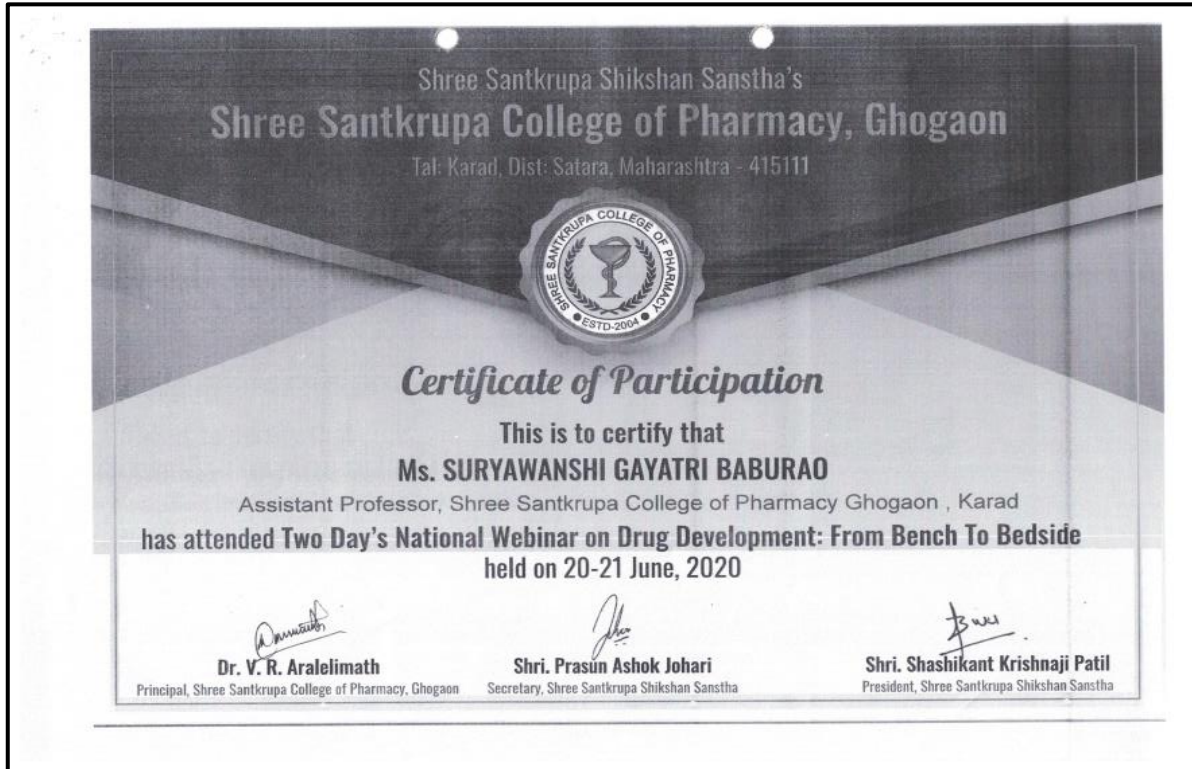 Shree Santkrupa Shikshan Sanstha's
Shree Santkrupa College of Pharmacy, Ghogaon
Tal: Karad, Dist: Satara, Maharashtra - 415111
SHREE SANTKRUPA COLLEGE OF PHARMACY
ESTD-2004
Certificate of Participation
This is to certify that
Ms. SURYAWANSHI GAYATRI BABURAO
Assistant Professor, Shree Santkrupa College of Pharmacy Ghogaon , Karad
has attended Two Day's National Webinar on Drug Development: From Bench To Bedside
held on 20-21 June, 2020
Dr. V. R. Aralelimath
Principal, Shree Santkrupa College of Pharmacy, Ghogaon
Shri. Prasun Ashok Johari
Secretary, Shree Santkrupa Shikshan Sanstha
Shri. Shashikant Krishnaji Patil
President, Shree Santkrupa Shikshan Sanstha